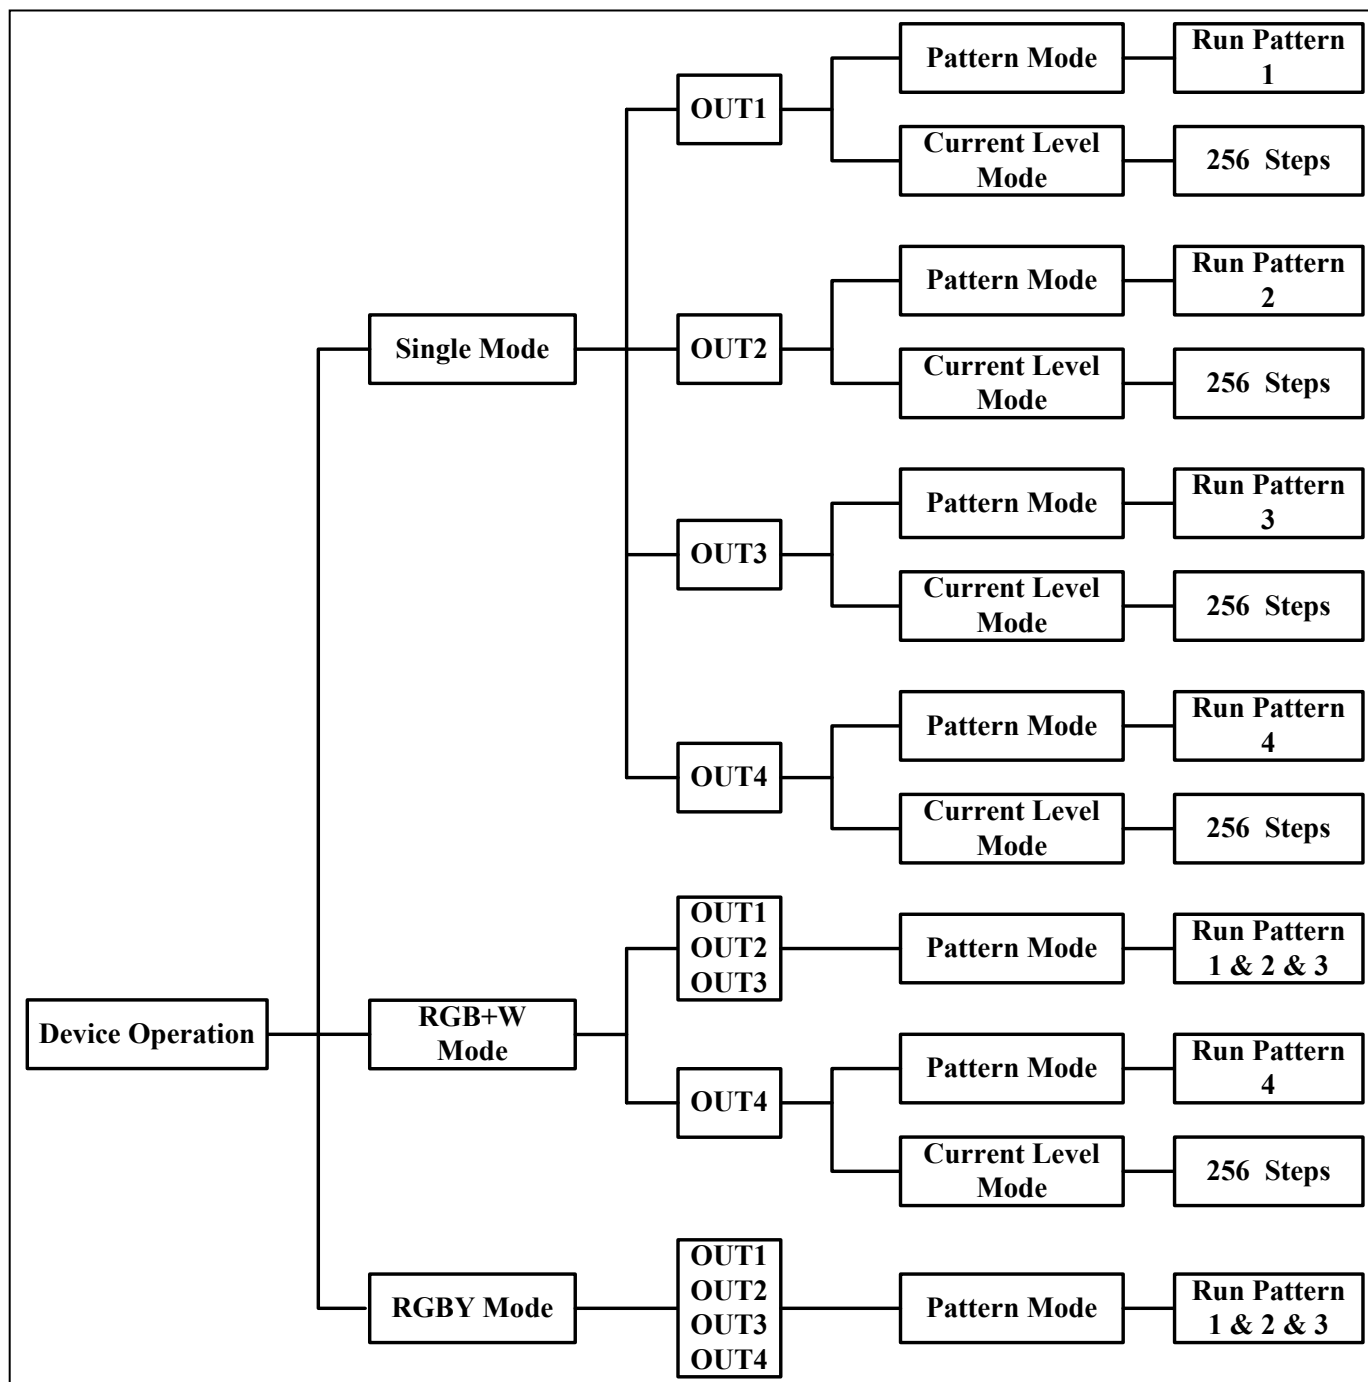 Pattern Mode
Run Pattern
1
OUT1
Current Level
Mode
256 Steps
Pattern Mode
Run Pattern
2
Single Mode
OUT2
Current Level
Mode
256 Steps
Pattern Mode
Run Pattern
3
OUT3
Current Level
Mode
256 Steps
Pattern Mode
Run Pattern
4
OUT4
Current Level
Mode
256 Steps
OUT1
OUT2
OUT3
Pattern Mode
Run Pattern
1 & 2 & 3
Device Operation
RGB+W
Mode
Pattern Mode
Run Pattern
4
OUT4
Current Level
Mode
256 Steps
RGBY Mode
OUT1
OUT2
OUT3
OUT4
Pattern Mode
Run Pattern
1 & 2 & 3